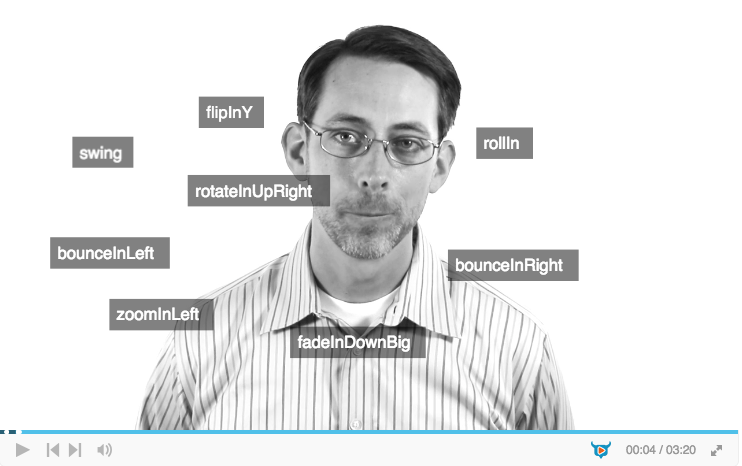 flipInY
rollIn
swing
rotateInUpRight
bounceInLeft
bounceInRight
zoomInLeft
fadeInDownBig
00:04 / 03:20